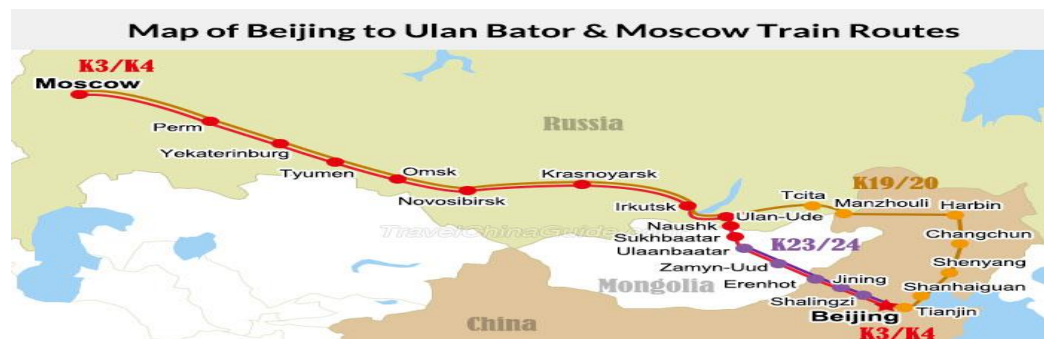 Map of Beijing to Ulan Bator & Moscow Train Routes
K3/K4
Moscow
Perm
Yekaterinburg
Tyumen
Omsk
Novosibirsk
Russia
Krasnoyarsk
Irkutsk
Ulan-Ude
Naushk
Sukhbaatar
Ulaanbaatar
K23/24
Zamyn-Uud
Mongolia
Erenhot
Jining
Shalingzi
Beijing
K3/K4
Tcita
K19/20
Manzhouli
Harbin
Changchun
Shenyang
Shanhaiguan
Tianjin
China